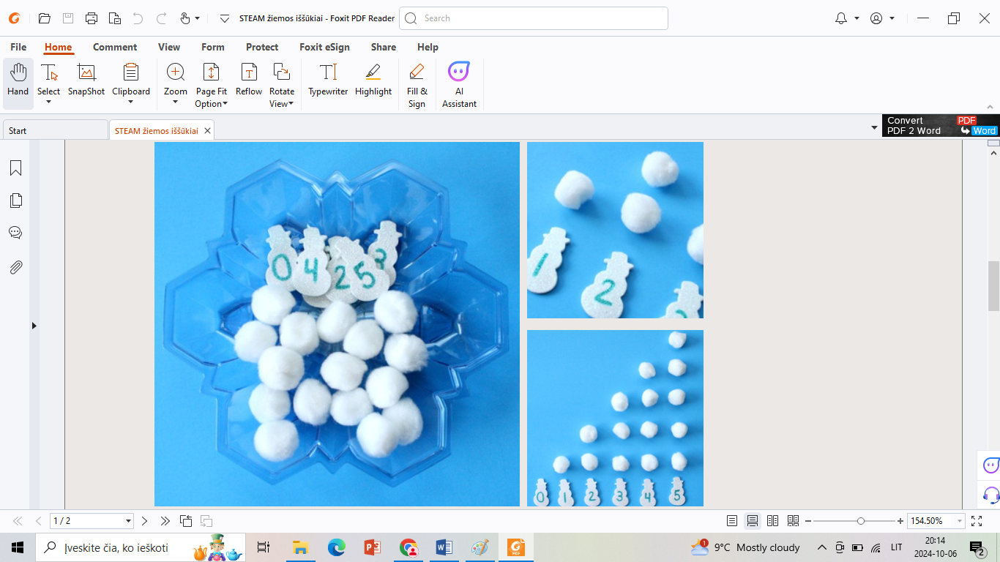 STEAM žiemos iššūkiai - Foxit PDF Reader
Search
File Home Comment View Form Protect Foxit eSign Share Help
Hand Select SnapShot Clipboard Zoom Page Fit Option Reflow Rotate View Typewriter Highlight Fill & Sign AI Assistant
Start
STEAM žiemos iššūkiai
Convert PDF
PDF 2 Word Word
0 4 2 5 3
1
2
0 1 2 3 4 5
1 / 2
154.50%
Įveskite čia, ko ieškoti
9°C Mostly cloudy
LIT
20:14
2024-10-06
2